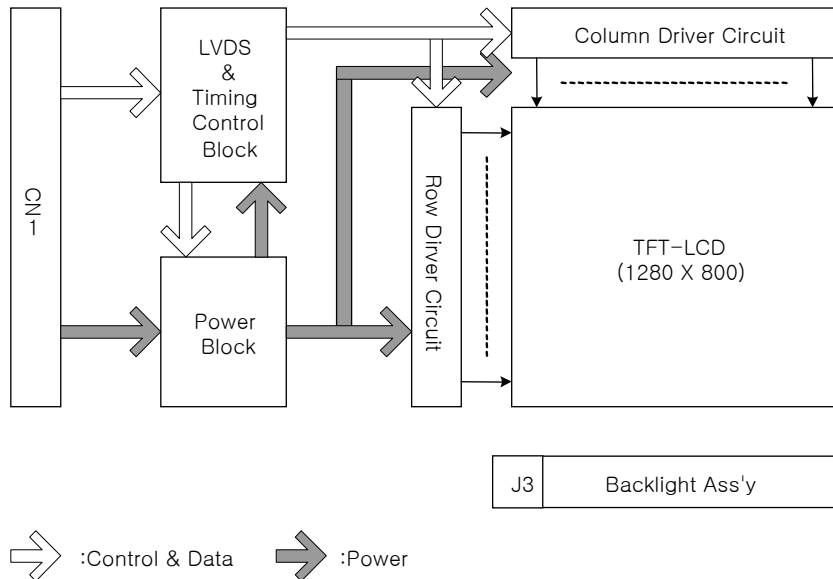 LVDS
&
Timing
Control
Block
Column Driver Circuit
CN1
Row Dirver Circuit
TFT-LCD
(1280 X 800)
Power
Block
J3 Backlight Ass'y
:Control & Data :Power